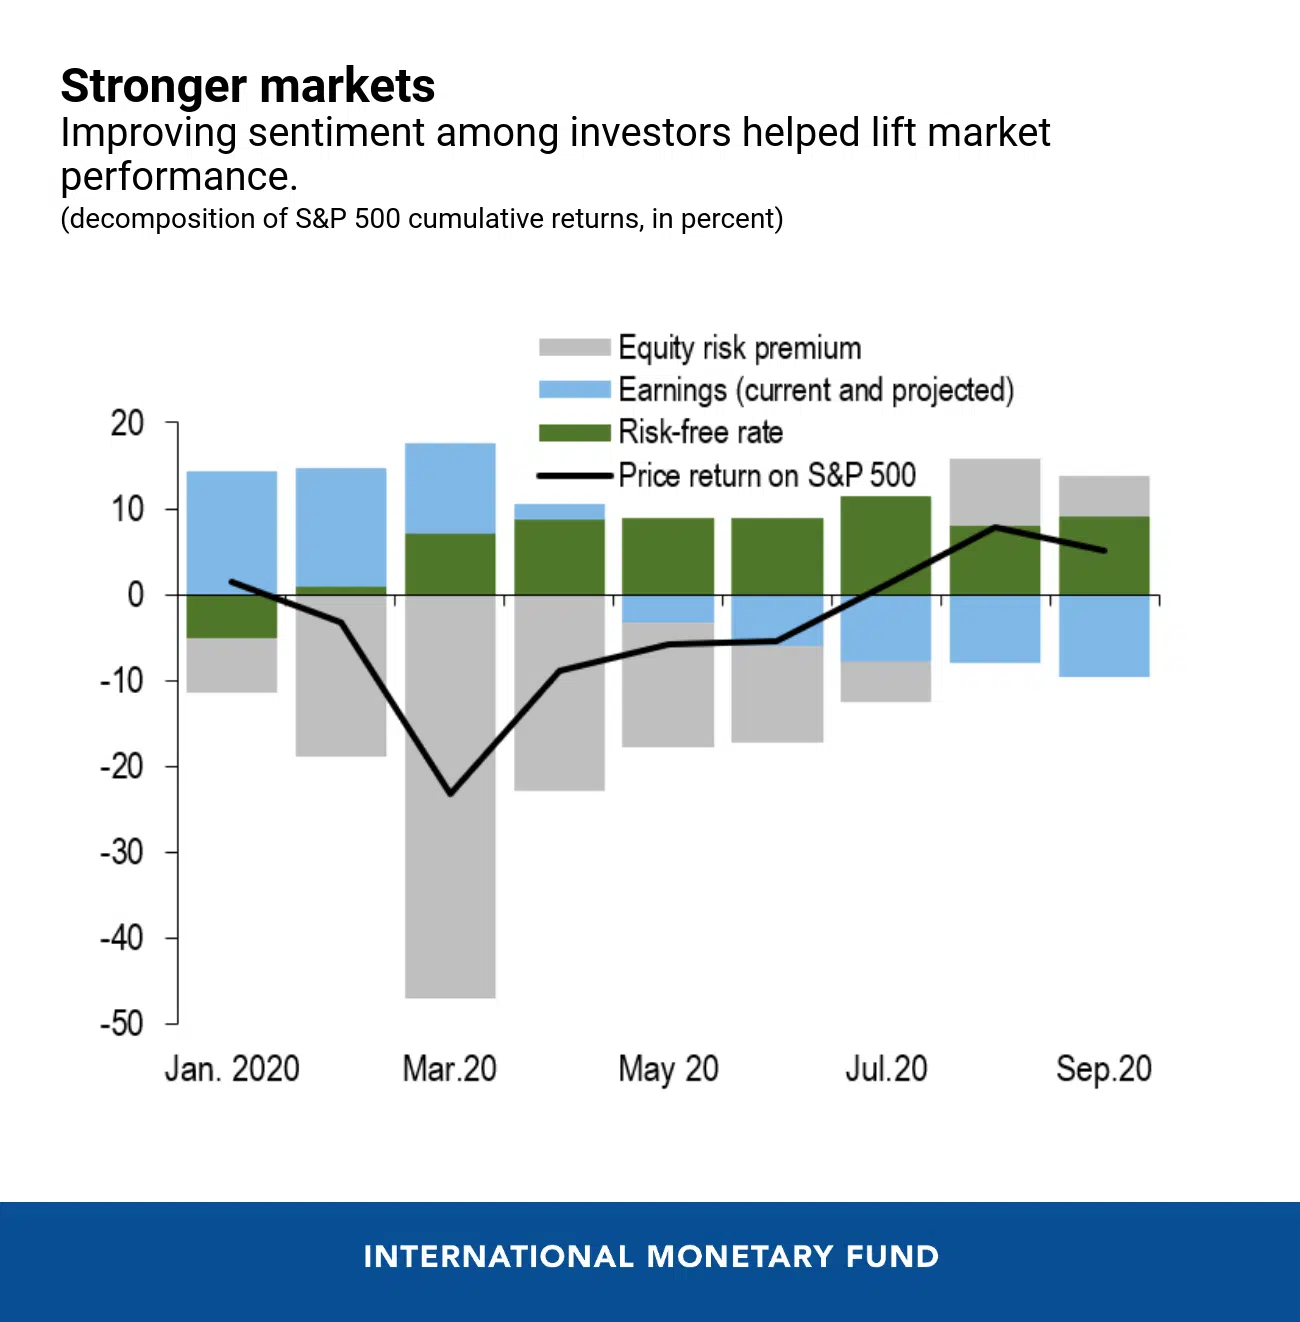 Stronger markets
Improving sentiment among investors helped lift market
performance.
(decomposition of S&P 500 cumulative returns, in percent)
Equity risk premium
Earnings (current and projected)
Risk-free rate
Price return on S&P 500
20
10
0
-10
-20
-30
-40
-50
Jan. 2020 Mar.20 May 20 Jul.20 Sep.20
INTERNATIONAL MONETARY FUND